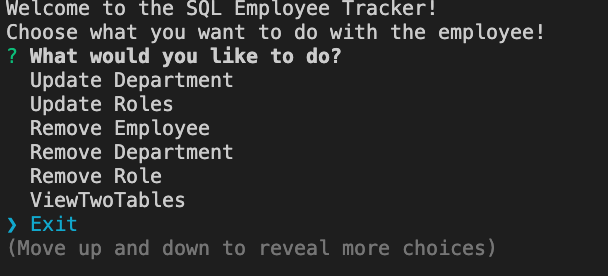 Welcome to the SQL Employee Tracker!
Choose what you want to do with the employee!
? What would you like to do?
Update Department
Update Roles
Remove Employee
Remove Department
Remove Role
ViewTwoTables
❯ Exit
(Move up and down to reveal more choices)